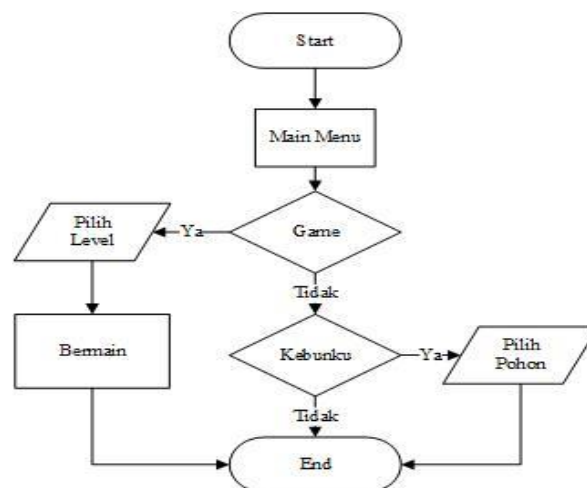 Start
Main Menu
Game
Ya
Pilih
Level
Tidak
Bermain
Kebunku
Ya
Pilih
Pohon
Tidak
End